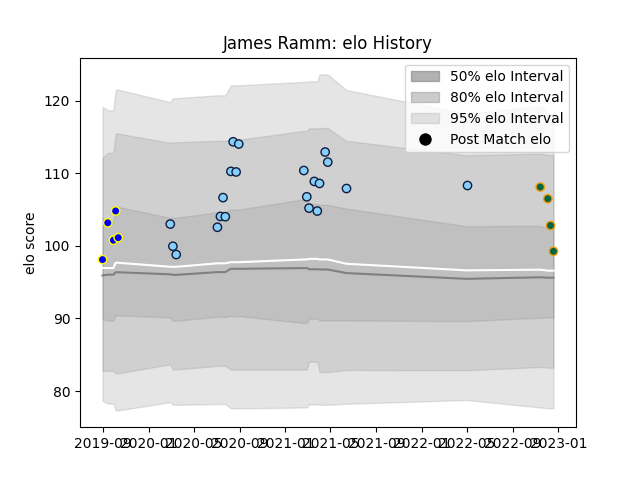 James Ramm: elo History
50% elo Interval
80% elo Interval
95% elo Interval
Post Match elo
elo score
120
110
100
90
80
2019-09 2020-01 2020-05 2020-09 2021-01 2021-05 2021-09 2022-01 2022-05 2022-09 2023-01